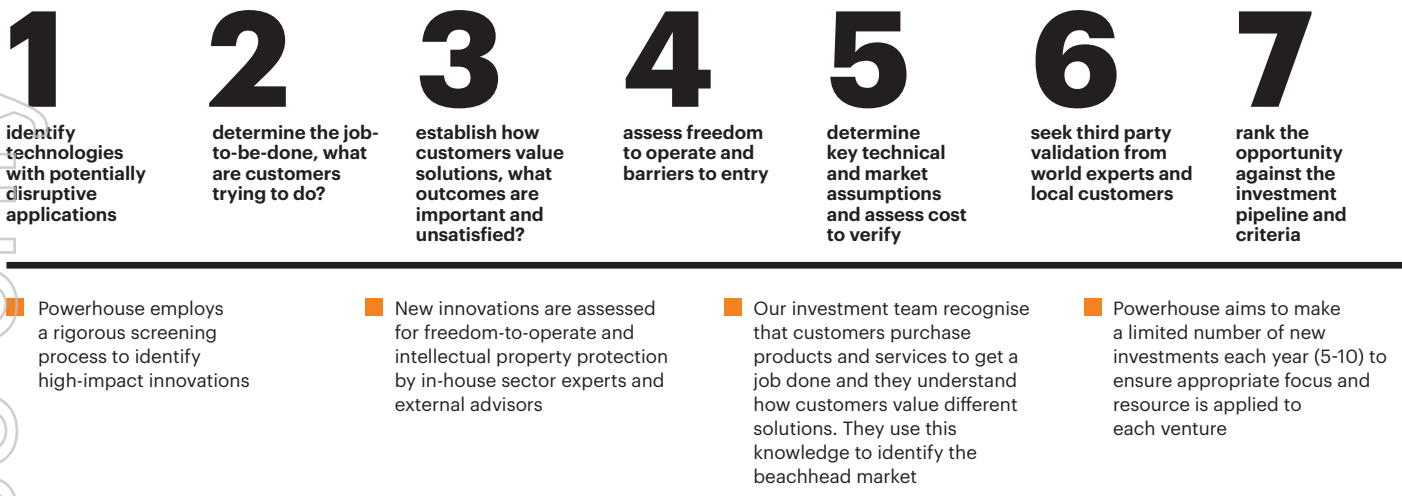 1
identify
technologies
with potentially
disruptive
applications
2
determine the job-
to-be-done, what
are customers
trying to do?
3
establish how
customers value
solutions, what
outcomes are
important and
unsatisfied?
4
assess freedom
to operate and
barriers to entry
5
determine
key technical
and market
assumptions
and assess cost
to verify
6
seek third party
validation from
world experts and
local customers
7
rank the
opportunity
against the
investment
pipeline and
criteria
Powerhouse employs
a rigorous screening
process to identify
high-impact innovations
New innovations are assessed
for freedom-to-operate and
intellectual property protection
by in-house sector experts and
external advisors
Our investment team recognise
that customers purchase
products and services to get a
job done and they understand
how customers value different
solutions. They use this
knowledge to identify the
beachhead market
Powerhouse aims to make
a limited number of new
investments each year (5-10) to
ensure appropriate focus and
resource is applied to
each venture